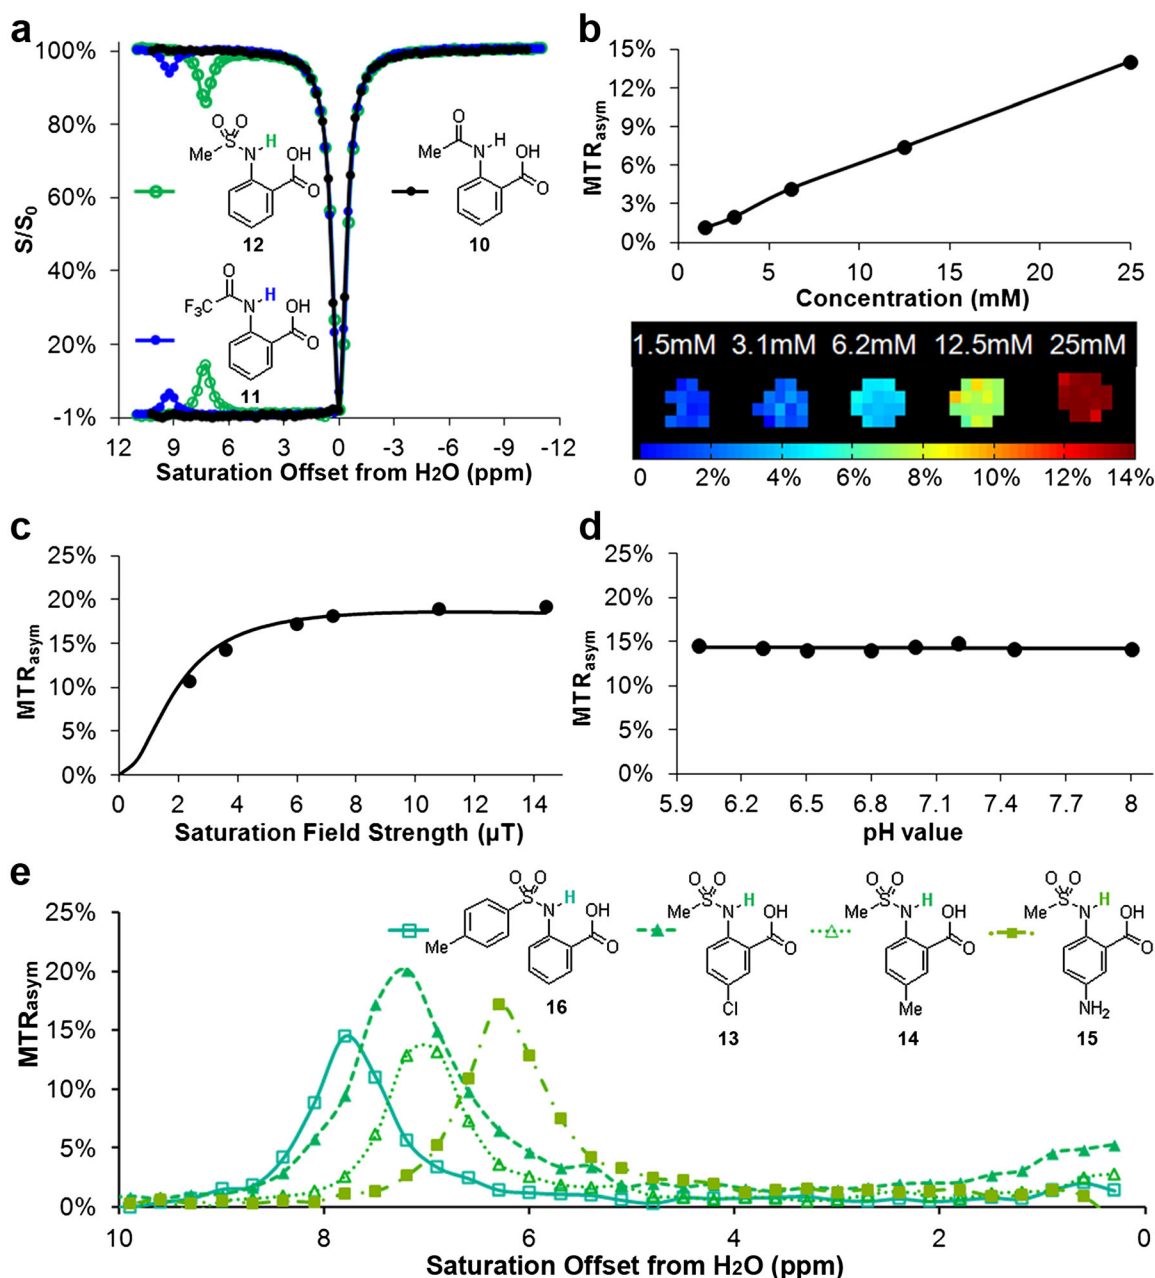 a
100%
80%
60%
40%
20%
-1%
S/S0
12 9 6 3 0 -3 -6 -9 -12
Saturation Offset from H2O (ppm)
O O
S
Me N H
OH
O
12
O
Me N H
OH
O
10
O
F3C N H
OH
O
11
b
15%
12%
9%
6%
3%
0%
MTRasym
0 5 10 15 20 25
Concentration (mM)
1.5mM 3.1mM 6.2mM 12.5mM 25mM
0 2% 6% 8% 10% 12% 14%
c
25%
20%
15%
10%
5%
0%
MTRasym
0 2 4 6 8 10 12 14
Saturation Field Strength (µT)
d
25%
20%
15%
10%
5%
0%
MTRasym
5.9 6.2 6.5 6.8 7.1 7.4 7.7 8
pH value
e
25%
20%
15%
10%
5%
0%
MTRasym
O O
S
N H
OH
O
Me
16
O O
S
Me N H
OH
O
Cl
13
O O
S
Me N H
OH
O
Me
14
O O
S
Me N H
OH
O
NH2
15
10 8 6 4 2 0
Saturation Offset from H2O (ppm)